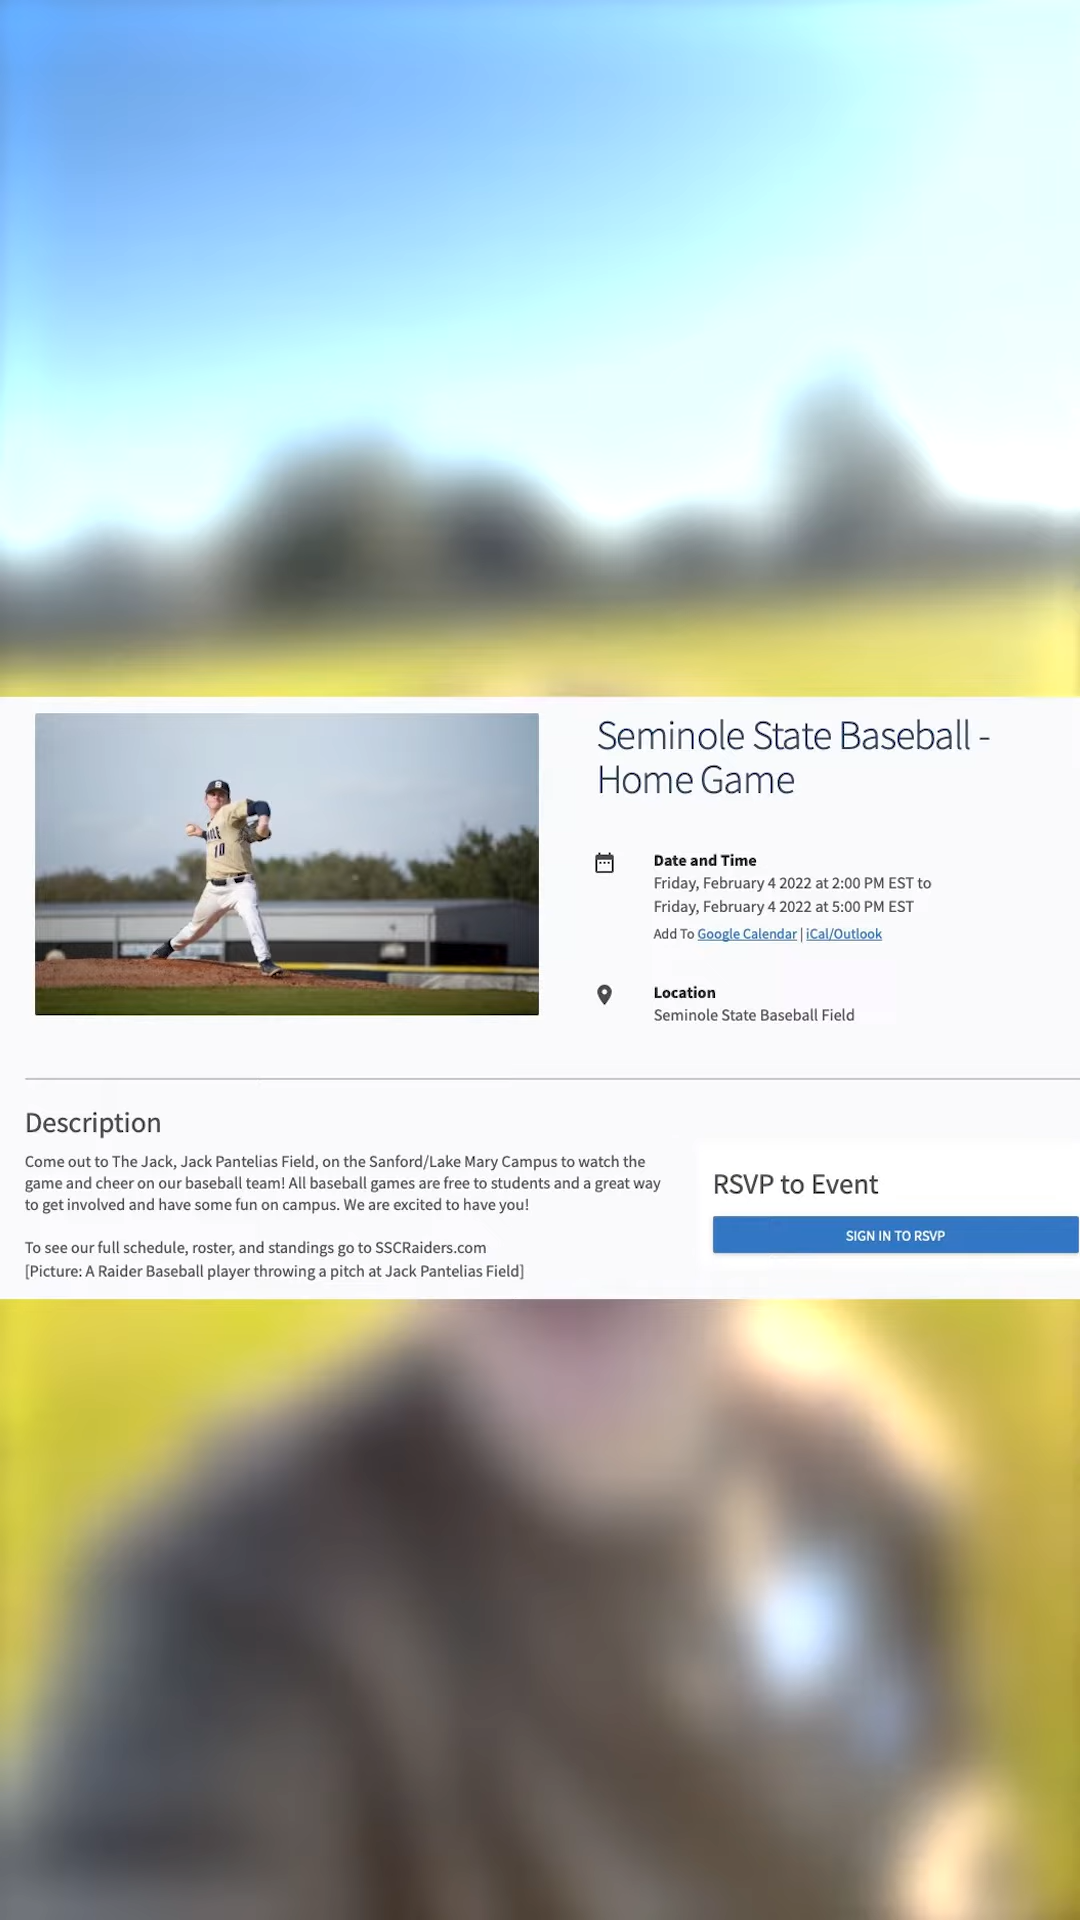 Seminole State Baseball -
Home Game
Date and Time
Friday, February 4 2022 at 2:00 PM EST to
Friday, February 4 2022 at 5:00 PM EST
Add To Google Calendar | iCal/Outlook
Location
Seminole State Baseball Field
Description
Come out to The Jack, Jack Pantelias Field, on the Sanford/Lake Mary Campus to watch the
game and cheer on our baseball team! All baseball games are free to students and a great way
to get involved and have some fun on campus. We are excited to have you!
To see our full schedule, roster, and standings go to SSCRaiders.com
[Picture: A Raider Baseball player throwing a pitch at Jack Pantelias Field]
RSVP to Event
SIGN IN TO RSVP
10